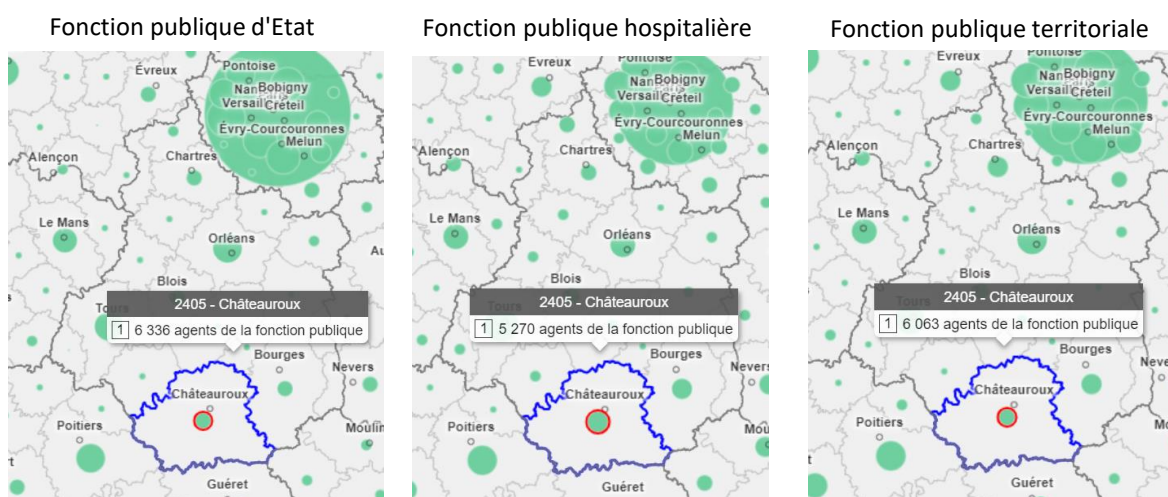 Fonction publique d'Etat
Évreux
Pontoise
Bobigny
Versail
Créteil
Évry-Courcouronnes
Melun
Alençon
Chartres
Le Mans
Orléans
Blois
2405 - Châteauroux
1 6 336 agents de la fonction publique
Bourges
Nevers
Châteauroux
Poitiers
Moulin
Guéret
Fonction publique hospitalière
Evreux
Pontoise
Nan
Bobigny
Versail
Créteil
Évry-Courcouronnes
Melun
Alençon
Chartres
Le Mans
Orléans
Blois
Tours
2405 - Châteauroux
1 5 270 agents de la fonction publique
Bourges
Nevers
Châteauroux
Poitiers
Mou
Guéret
Fonction publique territoriale
Evreux
Pontoise
Nan
Bobigny
Versail
Créteil
Évry-Courcouronnes
Melun
Alençon
Chartres
Le Mans
Orléans
Blois
2405 - Châteauroux
1 6 063 agents de la fonction publique
Bourges
Neve
Châteauroux
Poitiers
Guéret